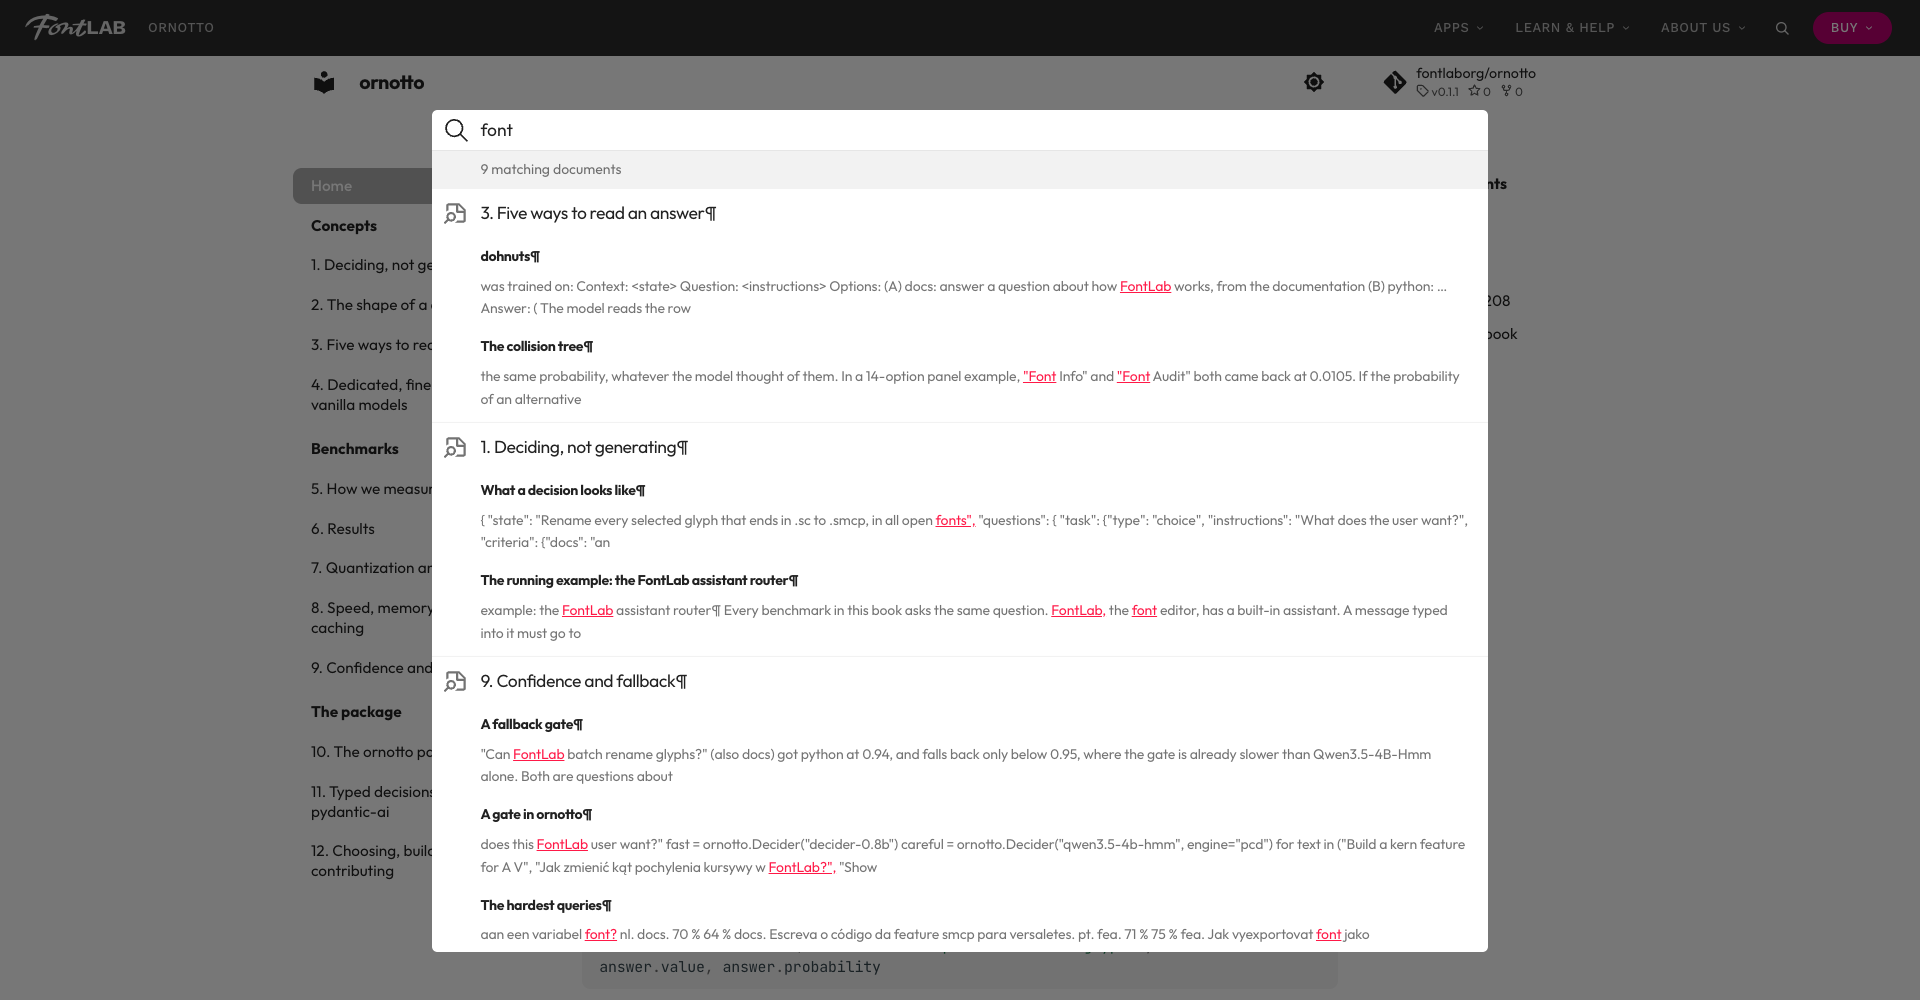 FontLAB ORNOTTO APPS LEARN & HELP ABOUT US BUY
ornotto
fontlaborg/ornotto
v0.1.1 0 0
font
9 matching documents
3. Five ways to read an answer¶
dohnuts¶
was trained on: Context: <state> Question: <instructions> Options: (A) docs: answer a question about how FontLab works, from the documentation (B) python: ...
Answer: ( The model reads the row
The collision tree¶
the same probability, whatever the model thought of them. In a 14-option panel example, "Font Info" and "Font Audit" both came back at 0.0105. If the probability
of an alternative
1. Deciding, not generating¶
What a decision looks like¶
{ "state": "Rename every selected glyph that ends in .sc to .smcp, in all open fonts", "questions": { "task": {"type": "choice", "instructions": "What does the user want?",
"criteria": {"docs": "an
The running example: the FontLab assistant router¶
example: the FontLab assistant router¶ Every benchmark in this book asks the same question. FontLab, the font editor, has a built-in assistant. A message typed
into it must go to
9. Confidence and fallback¶
A fallback gate¶
"Can FontLab batch rename glyphs?" (also docs) got python at 0.94, and falls back only below 0.95, where the gate is already slower than Qwen3.5-4B-Hmm
alone. Both are questions about
A gate in ornotto¶
does this FontLab user want?" fast = ornotto.Decider("decider-0.8b") careful = ornotto.Decider("qwen3.5-4b-hmm", engine="pcd") for text in ("Build a kern feature
for A V", "Jak zmienić kąt pochylenia kursywy w FontLab?", "Show
The hardest queries¶
aan een variabel font? nl. docs. 70 % 64 % docs. Escreva o código da feature smcp para versaletes. pt. fea. 71 % 75 % fea. Jak vyexportovat font jako
Home
Concepts
1. Deciding, not ge
2. The shape of a
3. Five ways to rea
4. Dedicated, fine
vanilla models
Benchmarks
5. How we measur
6. Results
7. Quantization an
8. Speed, memory
caching
9. Confidence and
The package
10. The ornotto pa
11. Typed decisions
pydantic-ai
12. Choosing, build
contributing
nts
208
book
answer.value, answer.probability